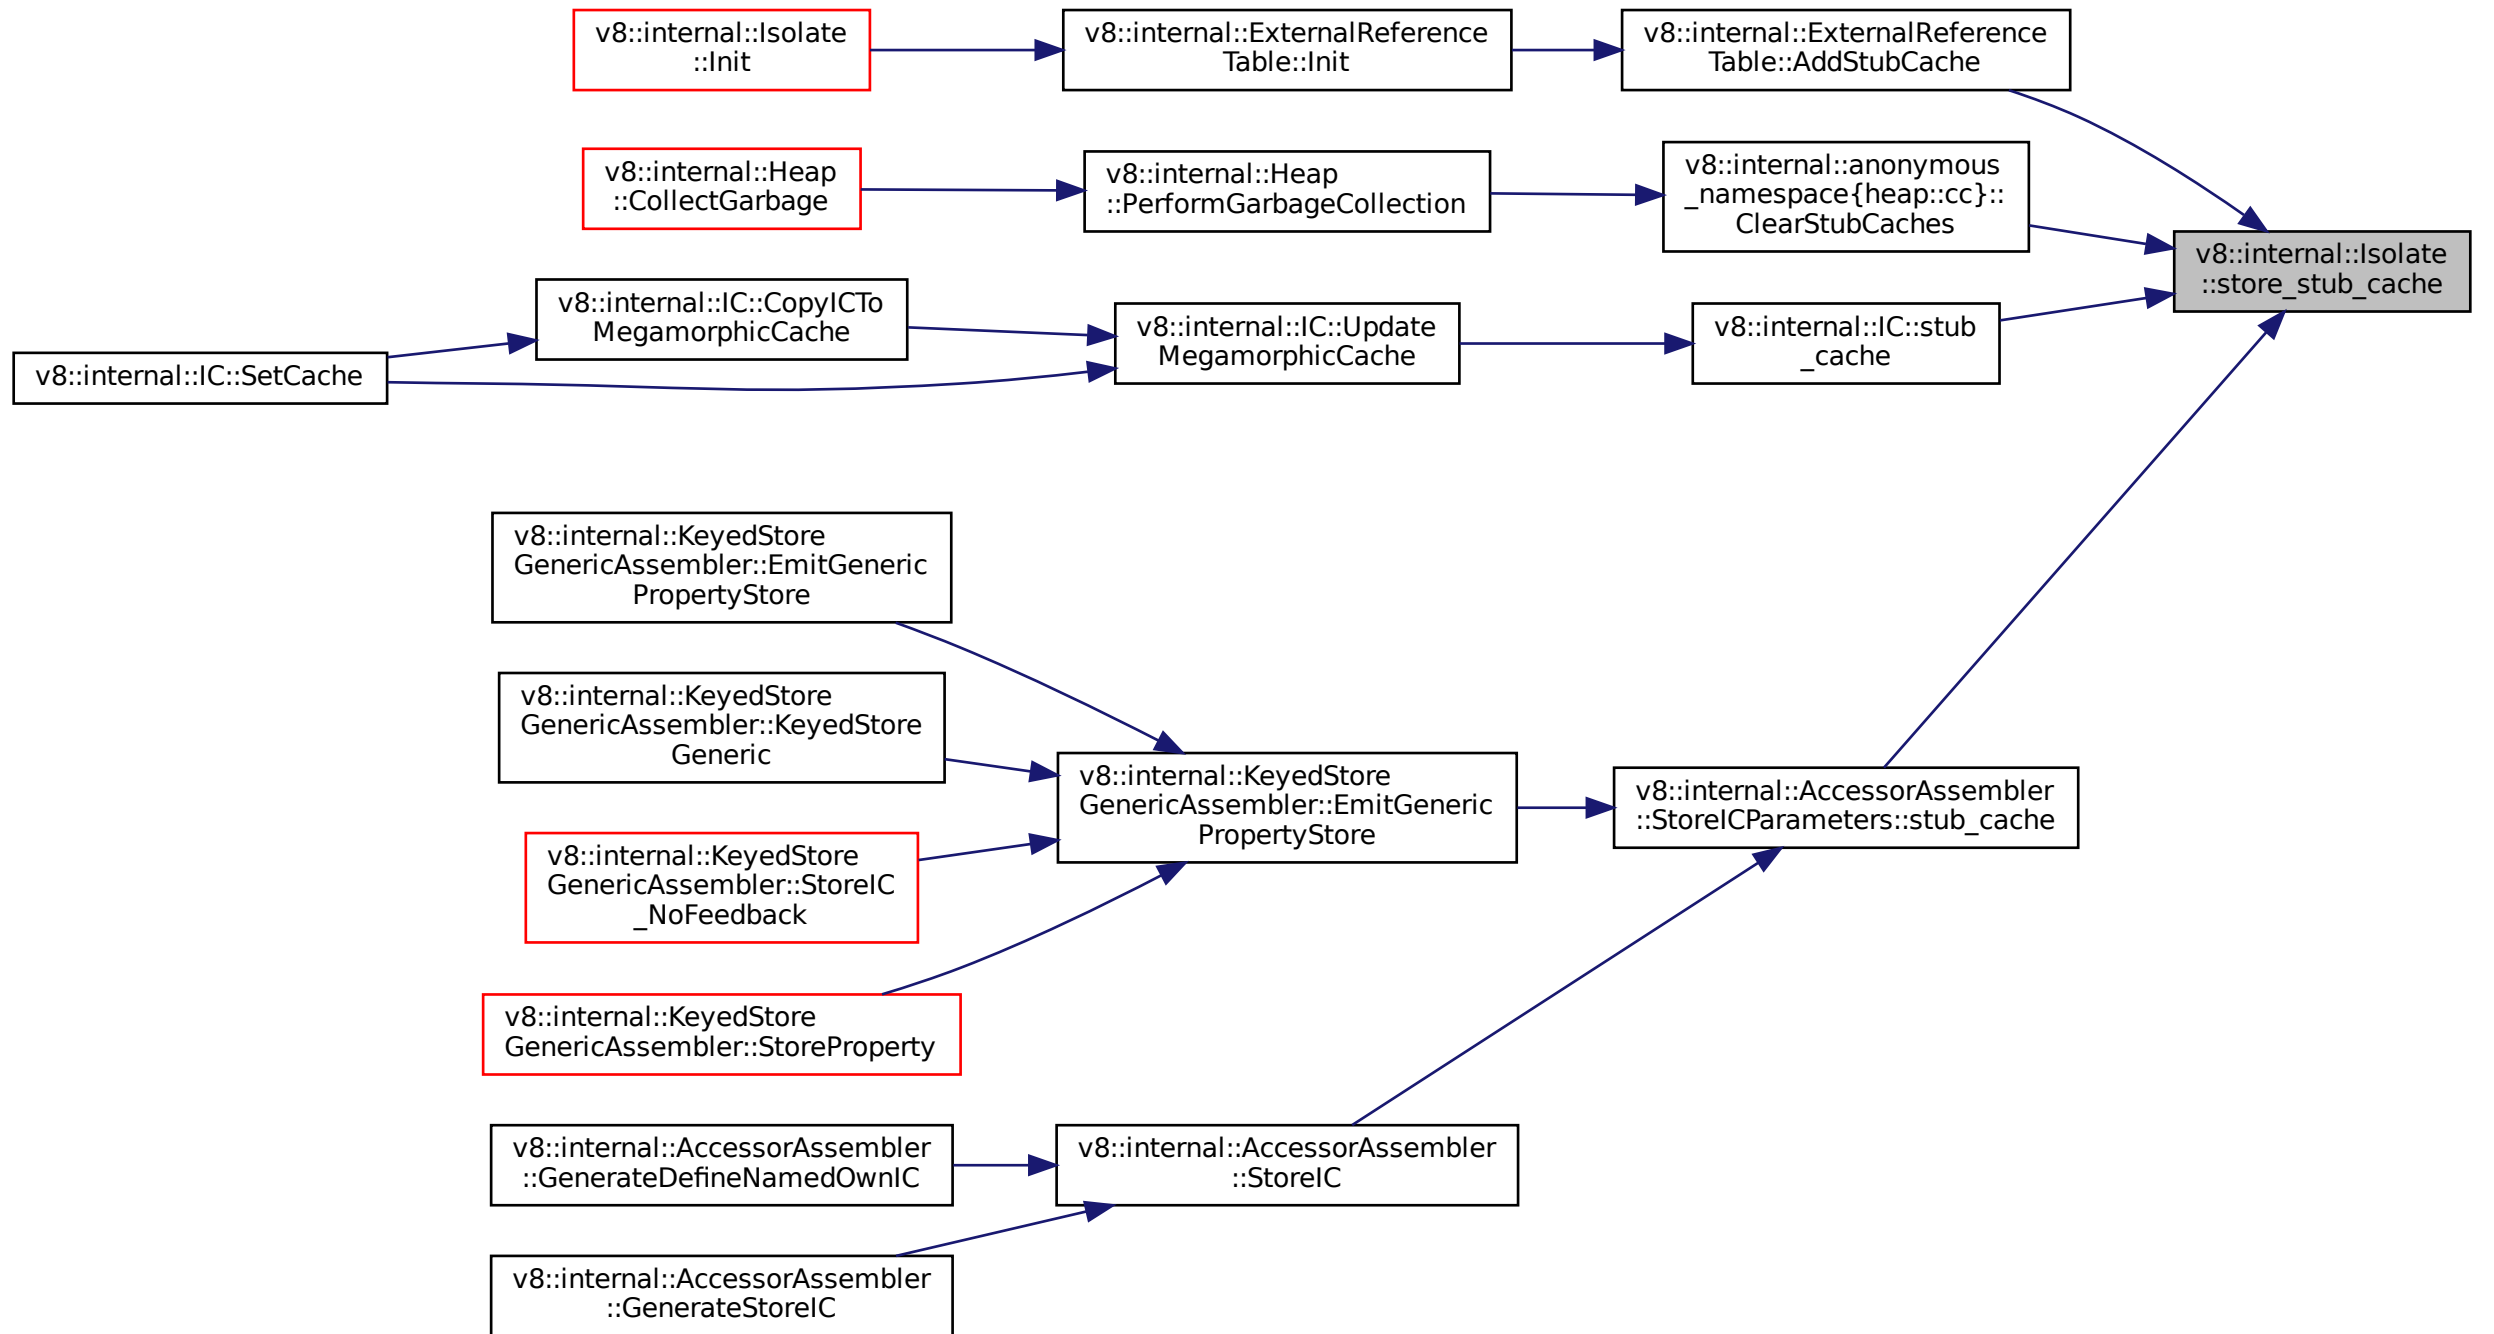 v8::internal::Isolate
::Init
v8::internal::ExternalReference
Table::Init
v8::internal::ExternalReference
Table::AddStubCache
v8::internal::Heap
::CollectGarbage
v8::internal::Heap
::PerformGarbageCollection
v8::internal::anonymous
_namespace{heap::cc}::
ClearStubCaches
v8::internal::Isolate
::store_stub_cache
v8::internal::IC::SetCache
v8::internal::IC::CopyICTo
MegamorphicCache
v8::internal::IC::Update
MegamorphicCache
v8::internal::IC::stub
_cache
v8::internal::KeyedStore
GenericAssembler::EmitGeneric
PropertyStore
v8::internal::KeyedStore
GenericAssembler::KeyedStore
Generic
v8::internal::KeyedStore
GenericAssembler::StoreIC
_NoFeedback
v8::internal::KeyedStore
GenericAssembler::StoreProperty
v8::internal::KeyedStore
GenericAssembler::EmitGeneric
PropertyStore
v8::internal::AccessorAssembler
::StoreICParameters::stub_cache
v8::internal::AccessorAssembler
::GenerateDefineNamedOwnIC
v8::internal::AccessorAssembler
::StoreIC
v8::internal::AccessorAssembler
::GenerateStoreIC